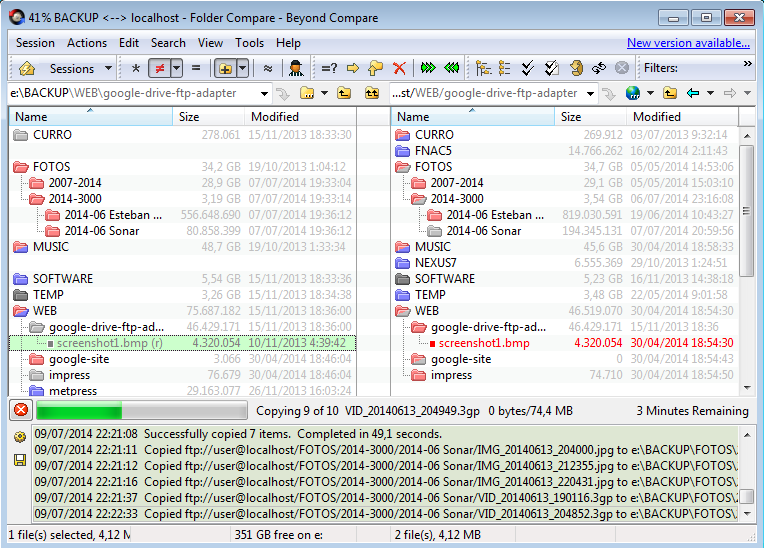 41% BACKUP <--> localhost - Folder Compare - Beyond Compare
Session Actions Edit Search View Tools Help New version available...
Sessions * ≠ = ≈ =? Filters: »
e:\BACKUP\WEB\google-drive-ftp-adapter ...st/WEB/google-drive-ftp-adapter
Name Size Modified Name Size Modified
CURRO 278.061 15/11/2013 18:33:30 CURRO 269.912 03/07/2013 9:32:14
FNAC5 14.766.262 16/02/2014 2:11:43
FOTOS 34,2 GB 19/10/2013 1:04:12 FOTOS 34,7 GB 05/05/2014 14:53:06
2007-2014 28,9 GB 07/07/2014 19:33:04 2007-2014 29,1 GB 05/05/2014 15:03:10
2014-3000 3,19 GB 07/07/2014 19:33:14 2014-3000 3,54 GB 06/07/2014 23:16:08
2014-06 Esteban ... 556.648.690 07/07/2014 19:36:12 2014-06 Esteban ... 819.030.591 19/06/2014 10:43:27
2014-06 Sonar 80.858.399 07/07/2014 19:36:12 2014-06 Sonar 194.345.131 07/07/2014 20:59:56
MUSIC 48,7 GB 19/10/2013 1:33:34 MUSIC 45,6 GB 30/04/2014 18:58:33
NEXUS7 6.555.369 29/10/2013 1:24:51
SOFTWARE 5,54 GB 15/11/2013 18:33:36 SOFTWARE 5,23 GB 16/11/2013 14:38:18
TEMP 3,26 GB 15/11/2013 18:34:38 TEMP 3,48 GB 22/05/2014 9:01:58
WEB 75.687.182 15/11/2013 18:36:00 WEB 46.519.070 30/04/2014 18:54:30
google-drive-ftp-ad... 46.429.171 15/11/2013 18:36:00 google-drive-ftp-ad... 46.429.171 15/11/2013 18:36
screenshot1.bmp (r) 4.320.054 10/11/2013 4:39:42 screenshot1.bmp 4.320.054 30/04/2014 18:54:30
google-site 3.066 30/04/2014 18:46:04 google-site 0 30/04/2014 18:54:43
impress 76.679 30/04/2014 18:46:04 impress 74.710 30/04/2014 18:54:50
metpress 29.163.077 26/11/2013 16:03:24
Copying 9 of 10 VID_20140613_204949.3gp 0 bytes/74,4 MB 3 Minutes Remaining
09/07/2014 22:21:08 Successfully copied 7 items. Completed in 49,1 seconds.
09/07/2014 22:21:11 Copied ftp://user@localhost/FOTOS/2014-3000/2014-06 Sonar/IMG_20140613_204000.jpg to e:\BACKUP\FOTOS\
09/07/2014 22:21:12 Copied ftp://user@localhost/FOTOS/2014-3000/2014-06 Sonar/IMG_20140613_212355.jpg to e:\BACKUP\FOTOS\
09/07/2014 22:21:16 Copied ftp://user@localhost/FOTOS/2014-3000/2014-06 Sonar/IMG_20140613_220431.jpg to e:\BACKUP\FOTOS\
09/07/2014 22:21:37 Copied ftp://user@localhost/FOTOS/2014-3000/2014-06 Sonar/VID_20140613_190116.3gp to e:\BACKUP\FOTOS\2
09/07/2014 22:22:33 Copied ftp://user@localhost/FOTOS/2014-3000/2014-06 Sonar/VID_20140613_204852.3gp to e:\BACKUP\FOTOS\2
1 file(s) selected, 4,12 M 351 GB free on e: 2 file(s), 4,12 MB